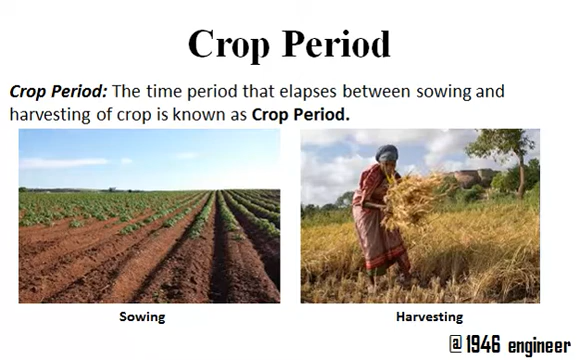 Crop Period
Crop Period: The time period that elapses between sowing and
harvesting of crop is known as Crop Period.
Sowing
Harvesting
@1946 engineer